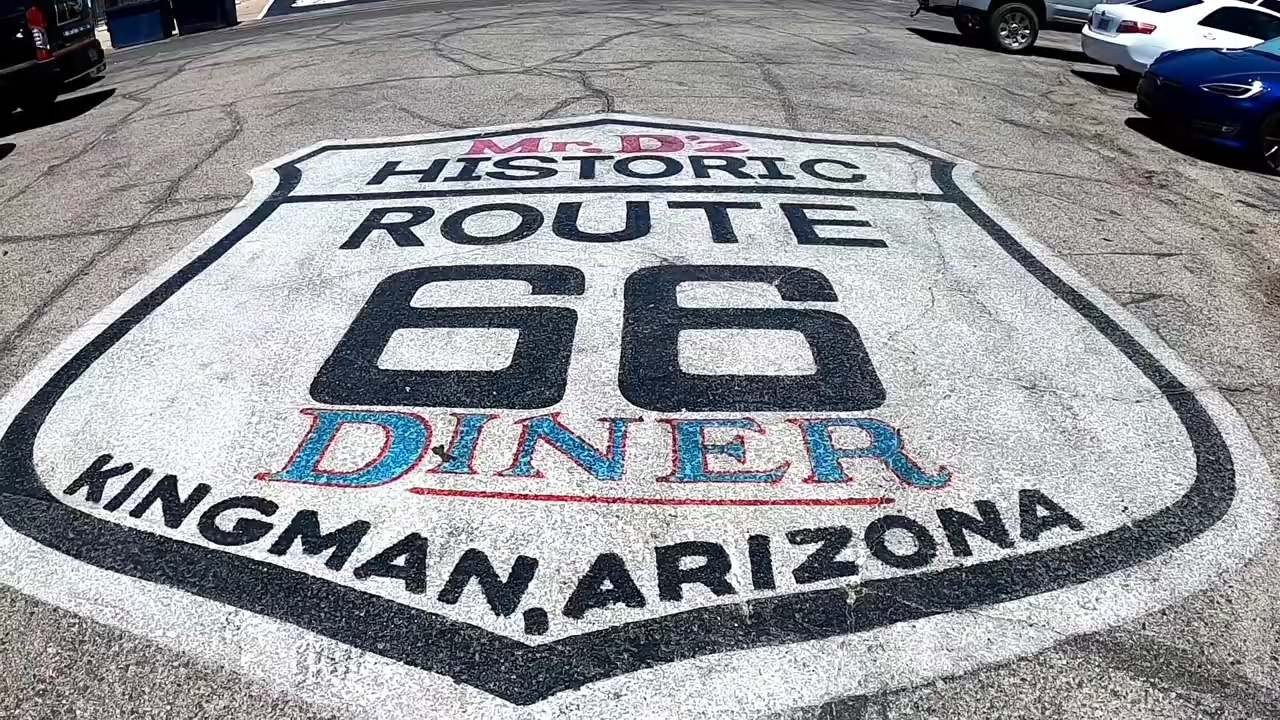 Mr. D'z
HISTORIC
ROUTE
66
DINER
KINGMAN, ARIZONA